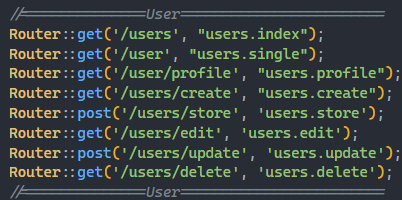 //===============User=========================
Router::get('/users', "users.index");
Router::get('/user', "users.single");
Router::get('/user/profile', "users.profile");
Router::get('/users/create', "users.create");
Router::post('/users/store', 'users.store');
Router::get('/users/edit', 'users.edit');
Router::post('/users/update', 'users.update');
Router::get('/users/delete', 'users.delete');
//===============User=========================